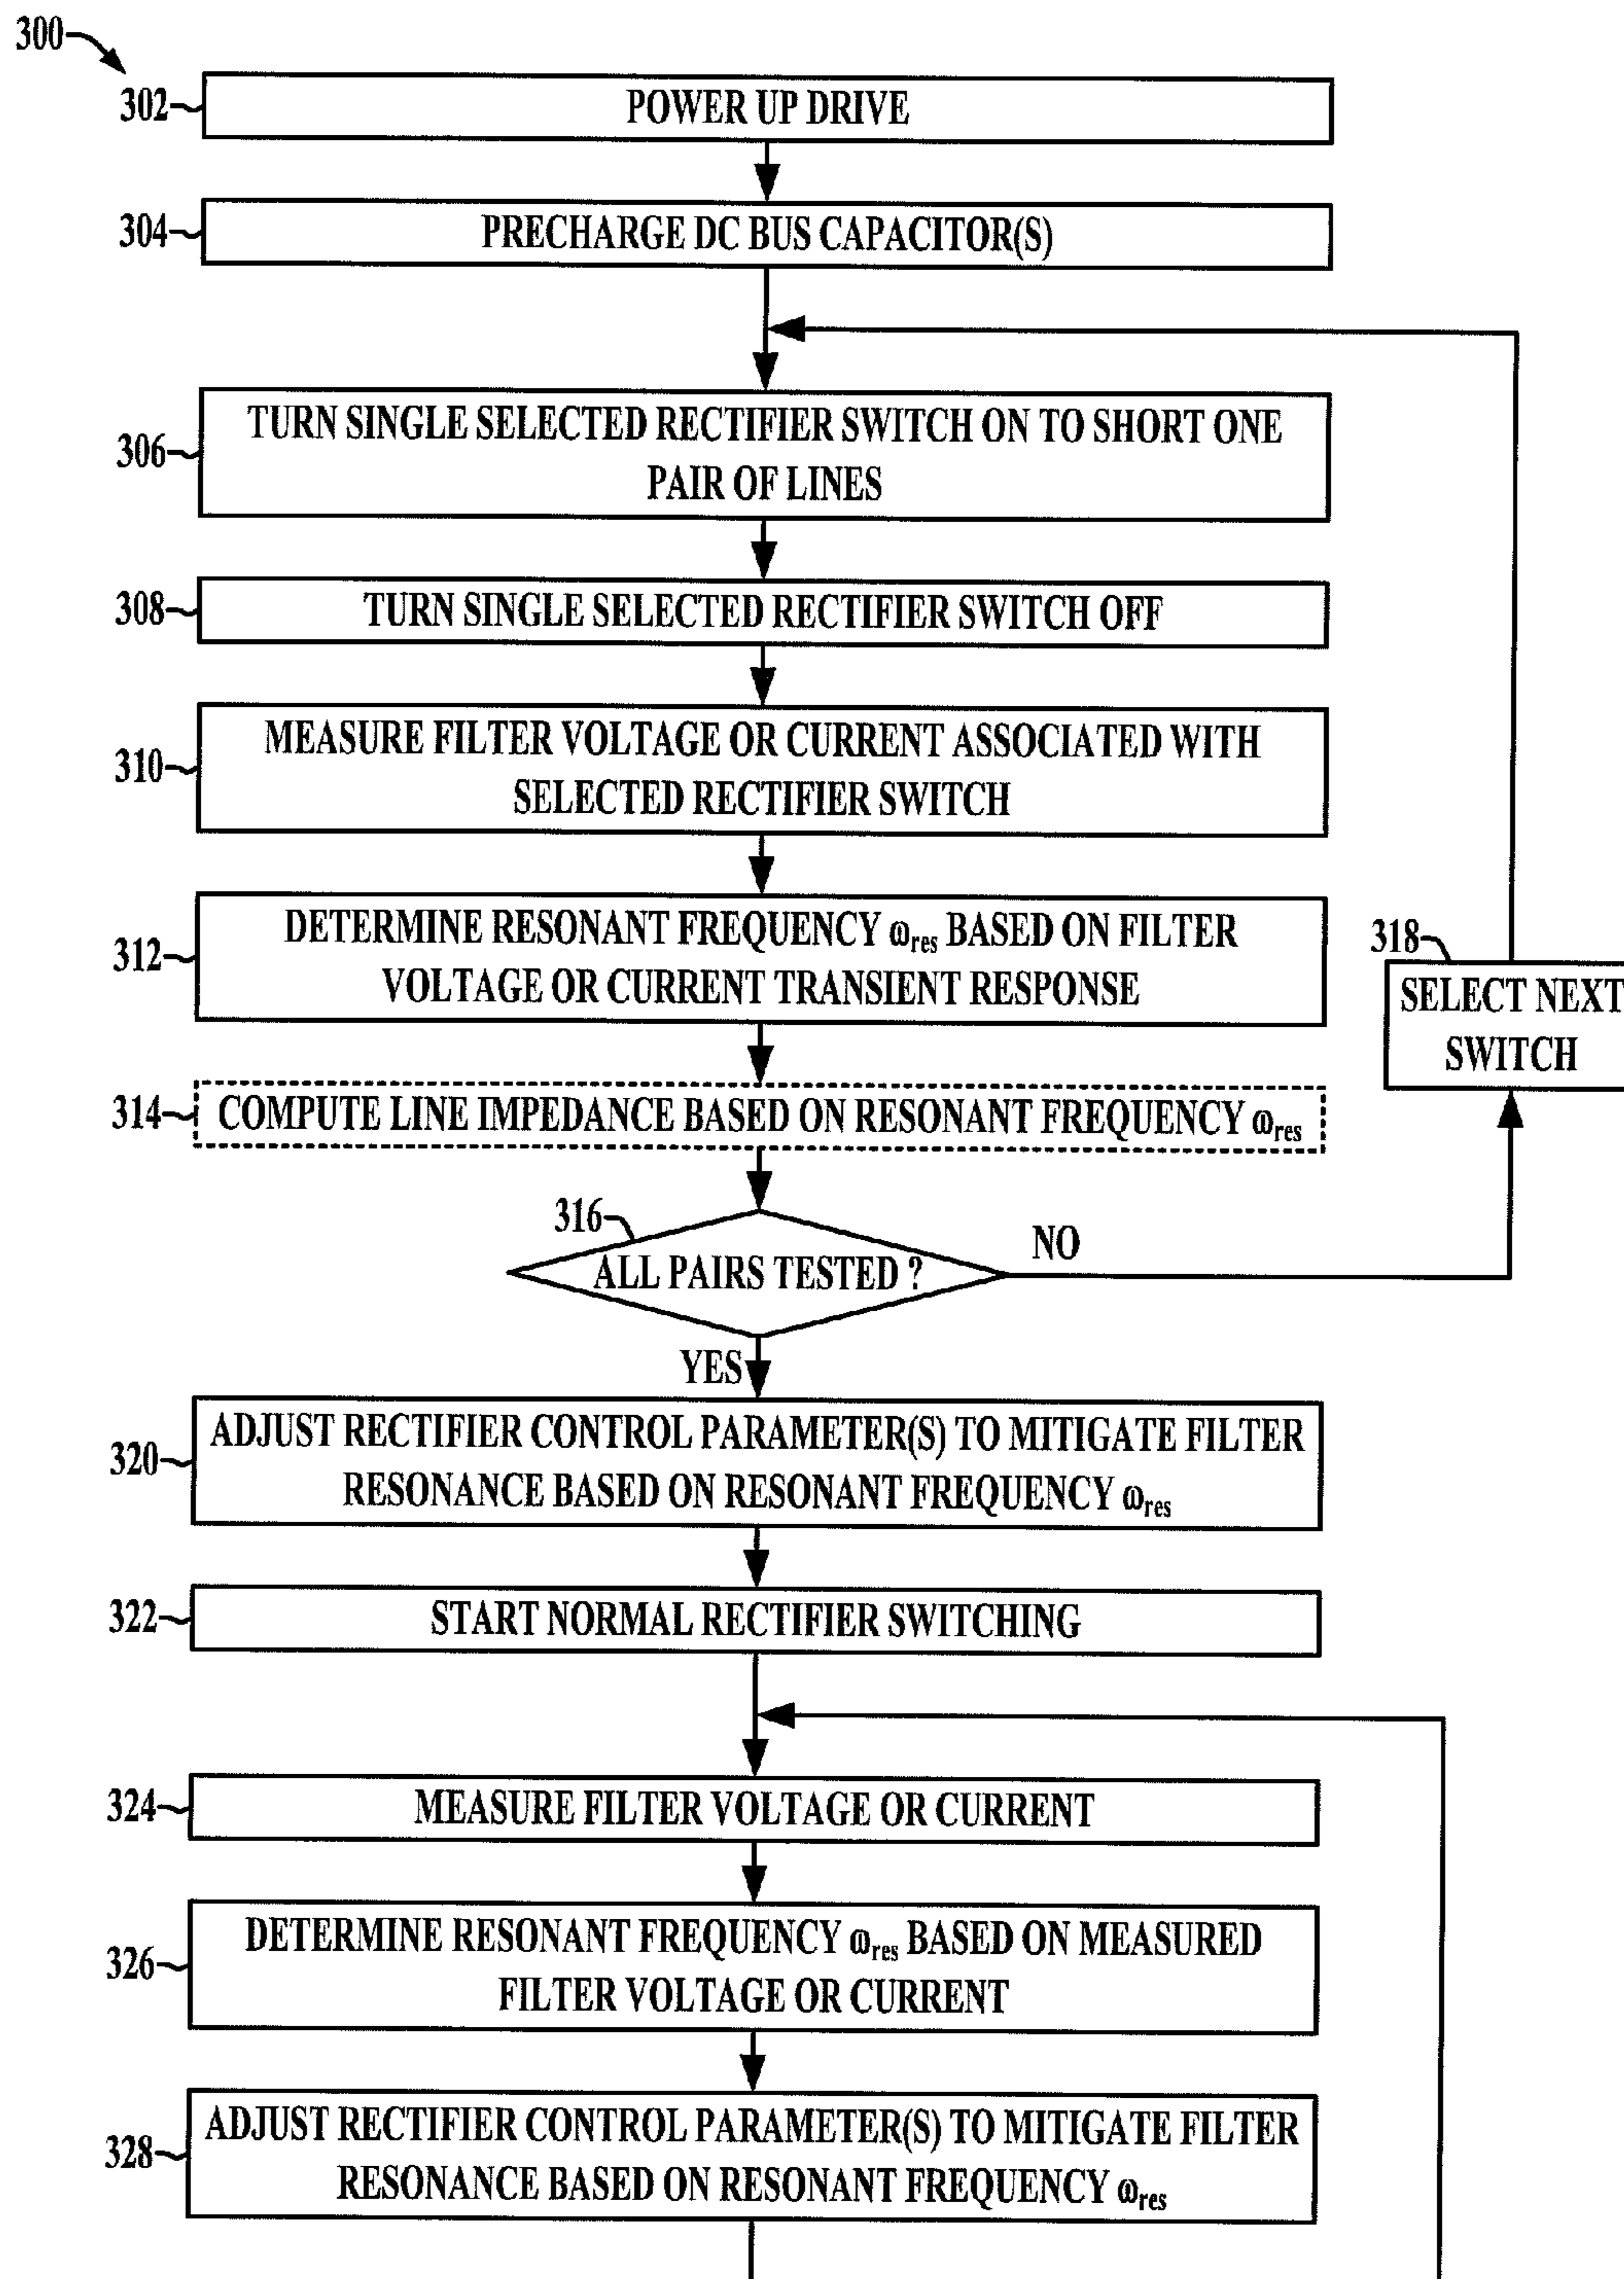 300
302
POWER UP DRIVE
304
PRECHARGE DC BUS CAPACITOR(S)
306
TURN SINGLE SELECTED RECTIFIER SWITCH ON TO SHORT ONE
PAIR OF LINES
308
TURN SINGLE SELECTED RECTIFIER SWITCH OFF
310
MEASURE FILTER VOLTAGE OR CURRENT ASSOCIATED WITH
SELECTED RECTIFIER SWITCH
312
DETERMINE RESONANT FREQUENCY ωres BASED ON FILTER
VOLTAGE OR CURRENT TRANSIENT RESPONSE
318
SELECT NEXT
SWITCH
314
COMPUTE LINE IMPEDANCE BASED ON RESONANT FREQUENCY ωres
316
ALL PAIRS TESTED ?
NO
YES
320
ADJUST RECTIFIER CONTROL PARAMETER(S) TO MITIGATE FILTER
RESONANCE BASED ON RESONANT FREQUENCY ωres
322
START NORMAL RECTIFIER SWITCHING
324
MEASURE FILTER VOLTAGE OR CURRENT
326
DETERMINE RESONANT FREQUENCY ωres BASED ON MEASURED
FILTER VOLTAGE OR CURRENT
328
ADJUST RECTIFIER CONTROL PARAMETER(S) TO MITIGATE FILTER
RESONANCE BASED ON RESONANT FREQUENCY ωres